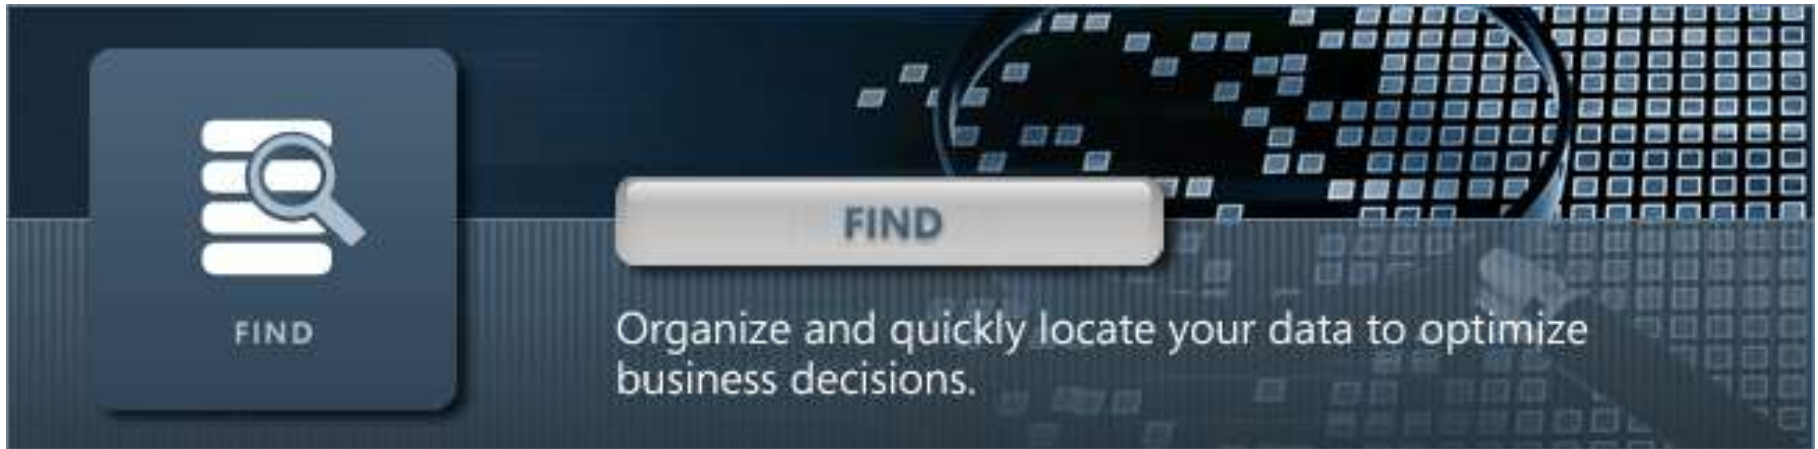 FIND
FIND
Organize and quickly locate your data to optimize
business decisions.